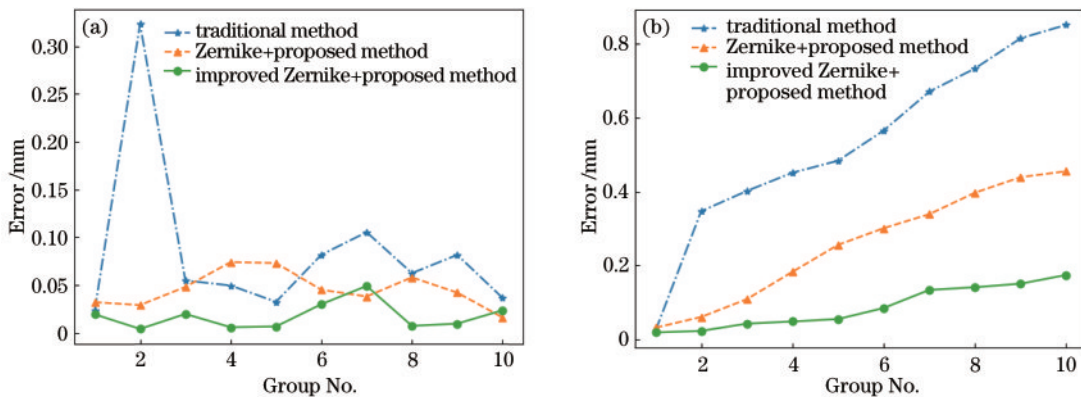 (a)
traditional method
Zernike+proposed method
improved Zernike+proposed method
0.30
0.25
0.20
0.15
0.10
0.05
0
Error /mm
2
4
6
8
10
Group No.
(b)
traditional method
Zernike+proposed method
improved Zernike+
proposed method
0.8
0.6
0.4
0.2
0
Error /mm
2
4
6
8
10
Group No.